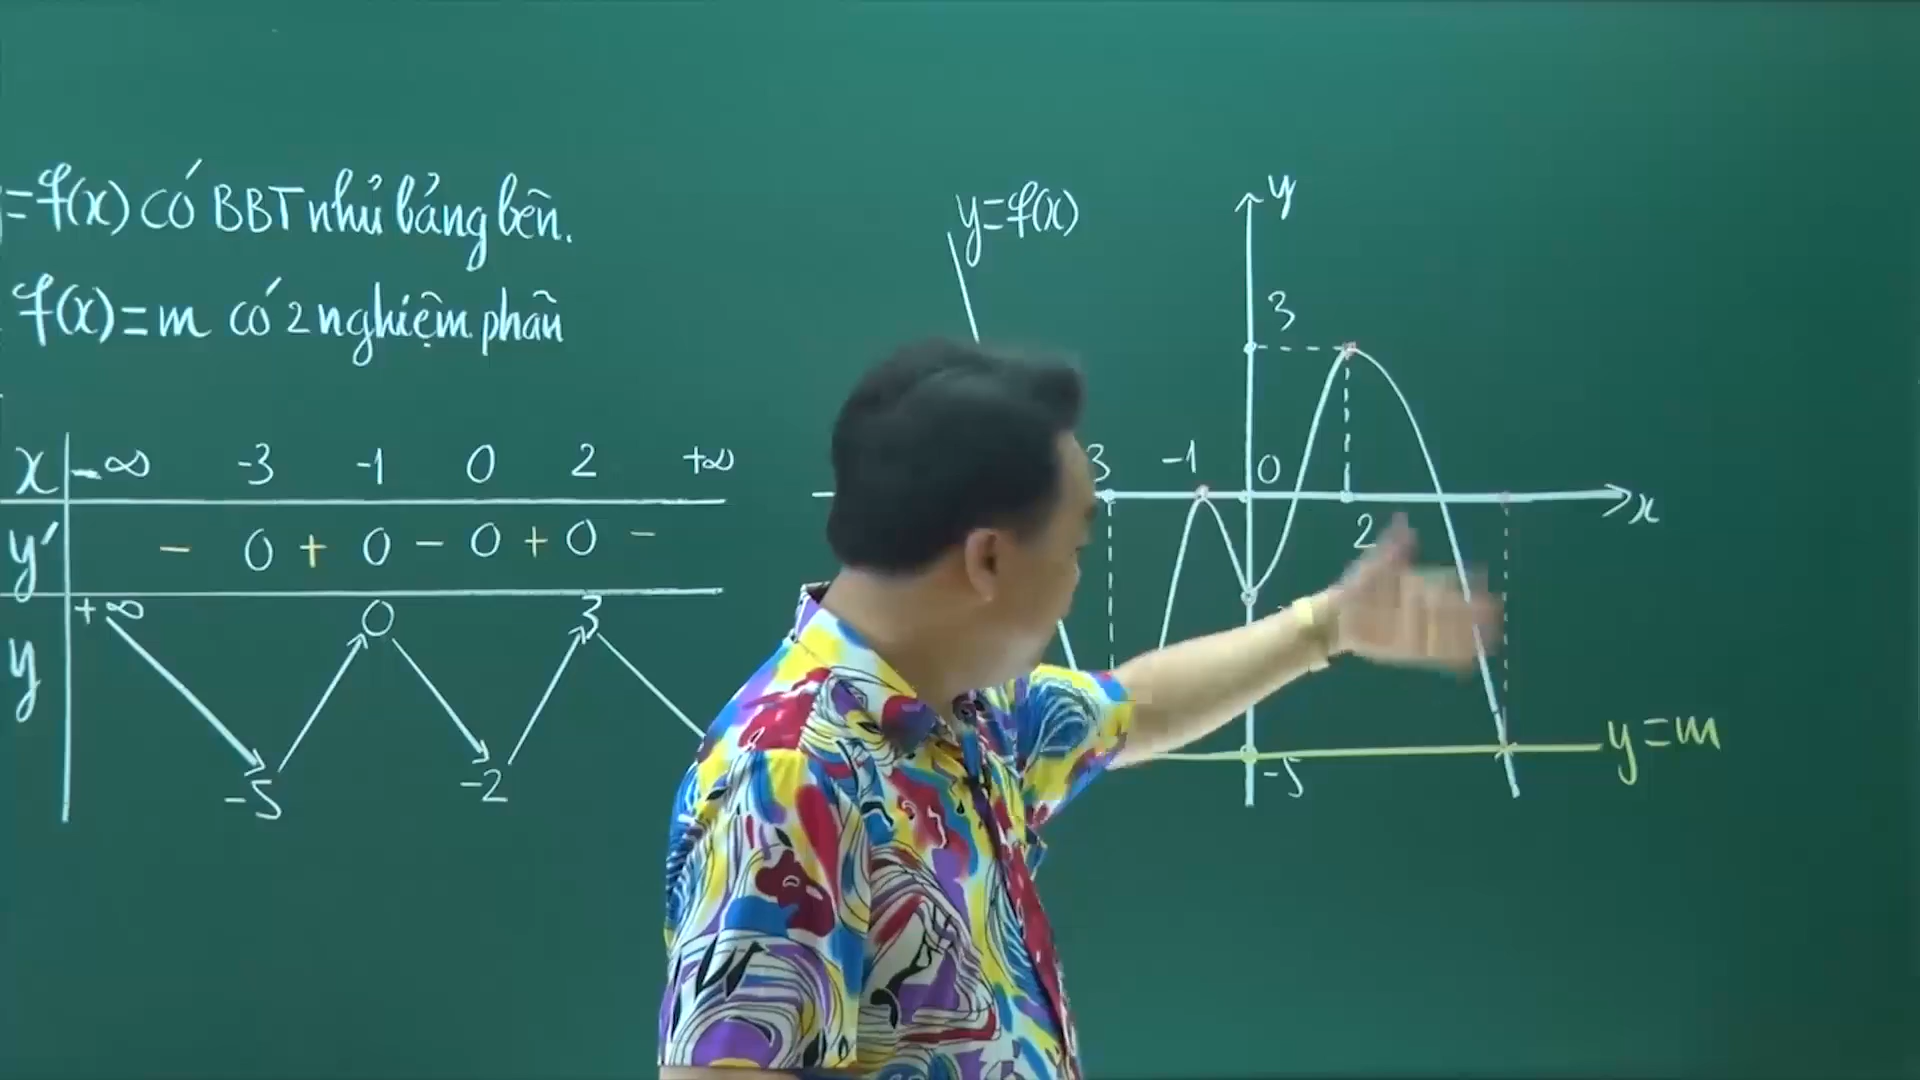 =f(x) có BBT như bảng bên.
f(x)=m có 2 nghiệm phân
x -∞ -3 -1 0 2 +∞
y' - 0 + 0 - 0 + 0 -
y +∞ -5 0 -2 3
y=f(x)
y
3
3 -1 0
x
2
y=m
-5